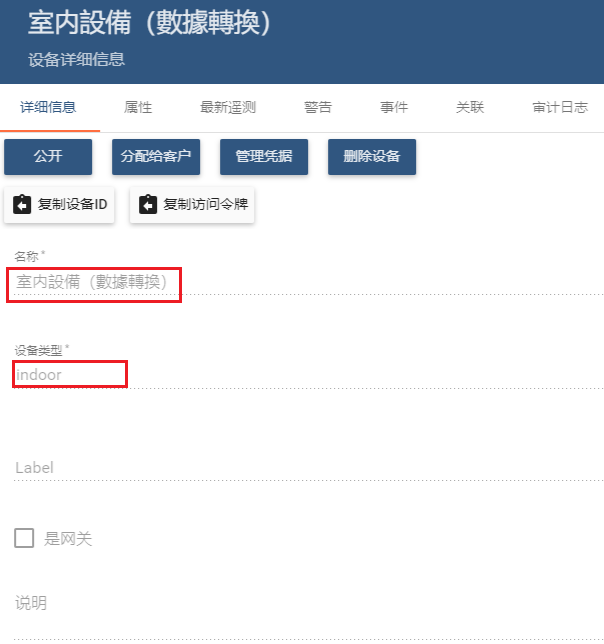 室内設備（數據轉換）
设备详细信息
详细信息 属性 最新遥测 警告 事件 关联 审计日志
公开 分配给客户 管理凭据 删除设备
复制设备ID 复制访问令牌
名称*
室内設備（數據轉換）
设备类型*
indoor
Label
是网关
说明